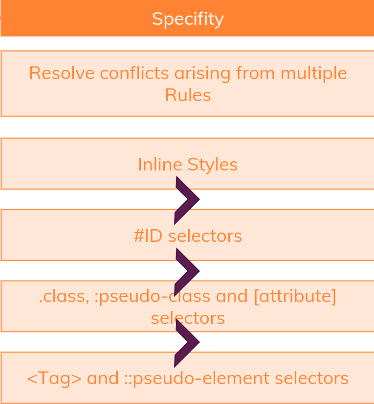 Specifity
Resolve conflicts arising from multiple
Rules
Inline Styles
#ID selectors
.class, :pseudo-class and [attribute]
selectors
<Tag> and ::pseudo-element selectors